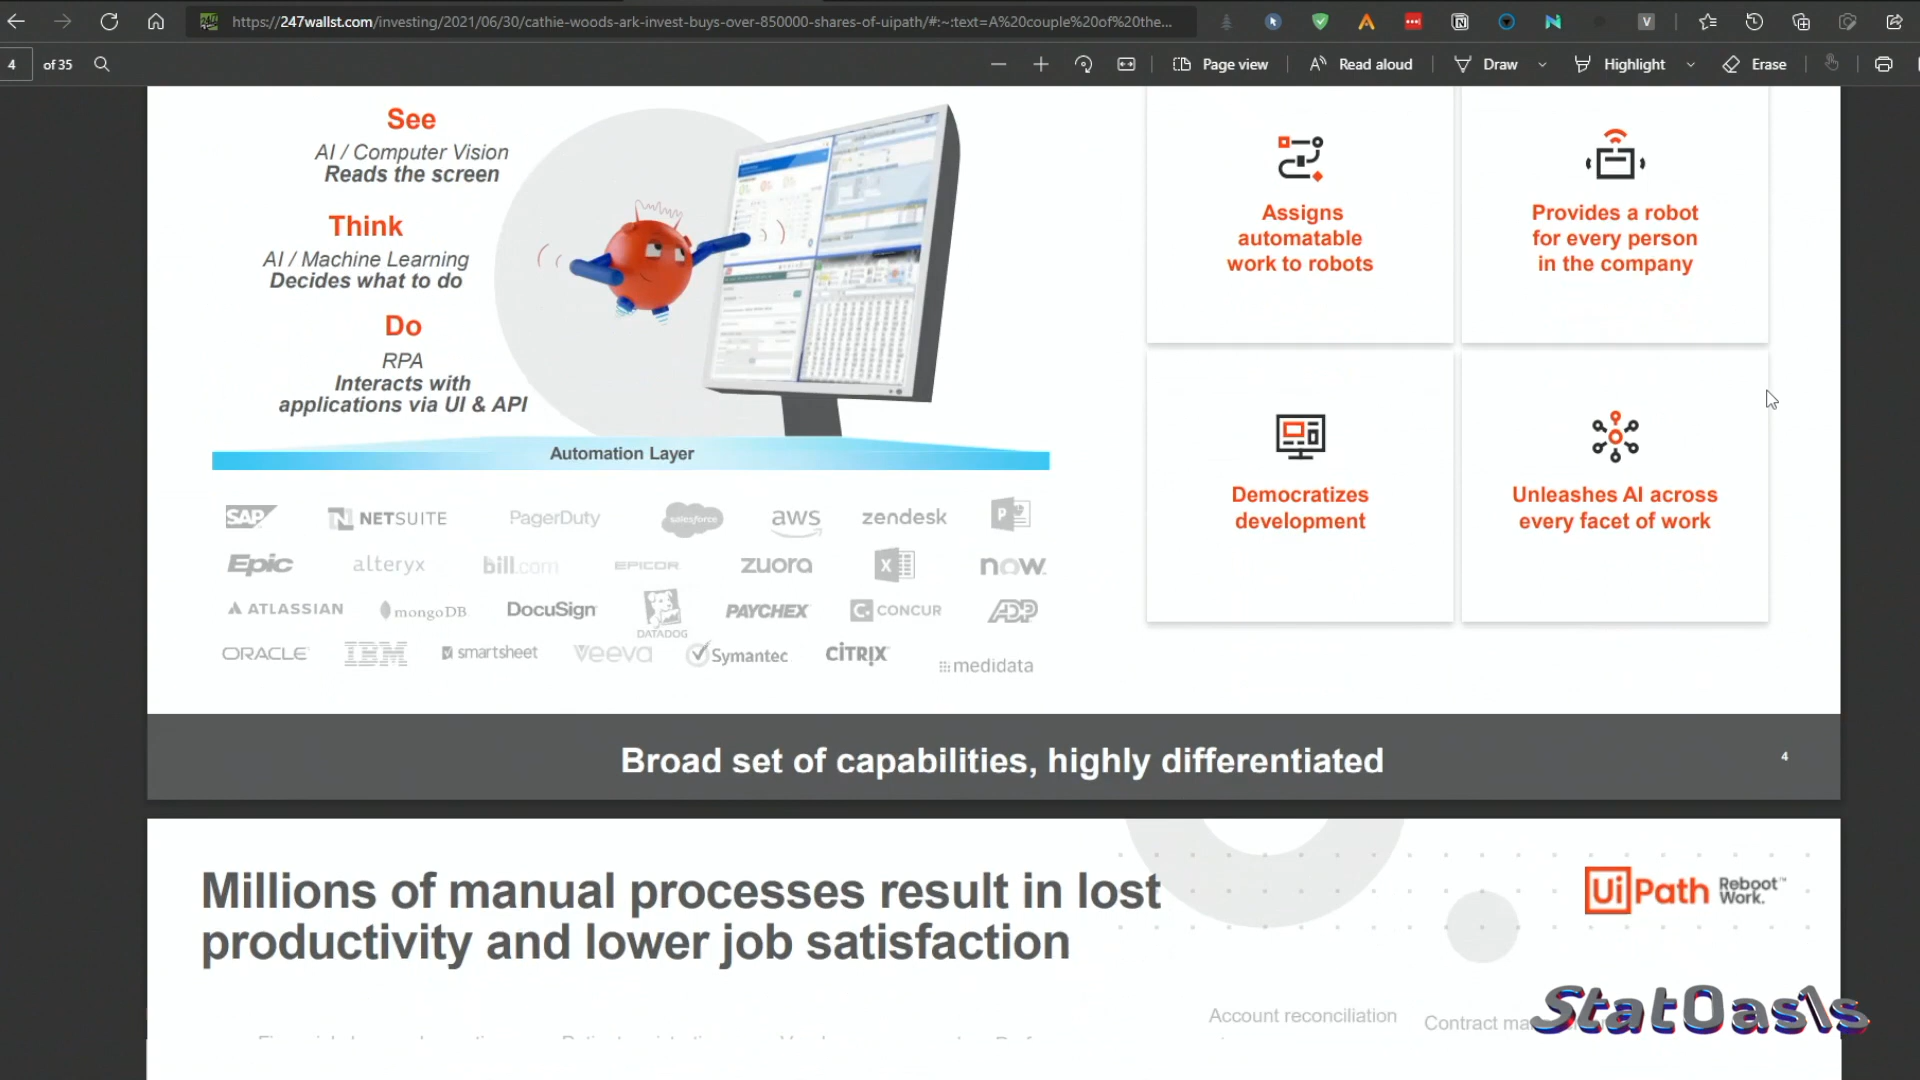 https://247wallst.com/investing/2021/06/30/cathie-woods-ark-invest-buys-over-850000-shares-of-uipath/#:~:text=A%20couple%20of%20the...
V
4 of 35
Page view
Read aloud
Draw
Highlight
Erase
See
AI / Computer Vision
Reads the screen
Think
AI / Machine Learning
Decides what to do
Do
RPA
Interacts with
applications via UI & API
Automation Layer
SAP NETSUITE PagerDuty salesforce aws zendesk P
Epic alteryx bill.com EPICOR zuora X now
ATLASSIAN mongoDB DocuSign DATADOG PAYCHEX C. CONCUR ADP
ORACLE IBM smartsheet Veeva Symantec CiTRIX medidata
Assigns
automatable
work to robots
Provides a robot
for every person
in the company
Democratizes
development
Unleashes AI across
every facet of work
Broad set of capabilities, highly differentiated
4
Millions of manual processes result in lost
productivity and lower job satisfaction
UiPath™ Reboot
Work.
Account reconciliation
Contract
StatOasis